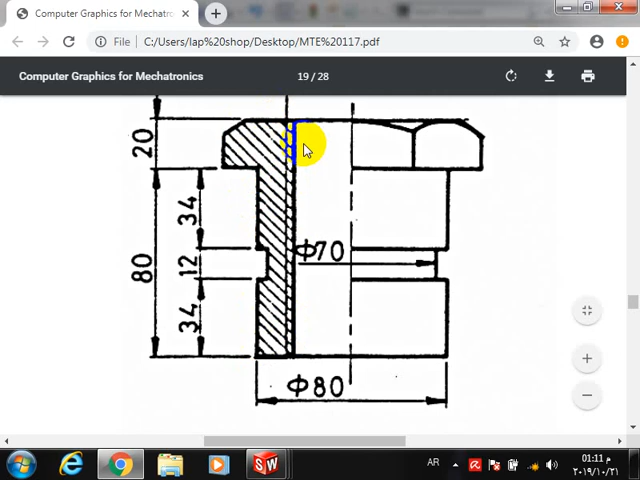 Computer Graphics for Mechatronic
File
C:/Users/lap%20shop/Desktop/MTE%20117.pdf
Computer Graphics for Mechatronics
19 / 28
20
34
80
Φ70
12
34
Φ80
AR
01:11 م
٢٠١٩/١٠/٢١